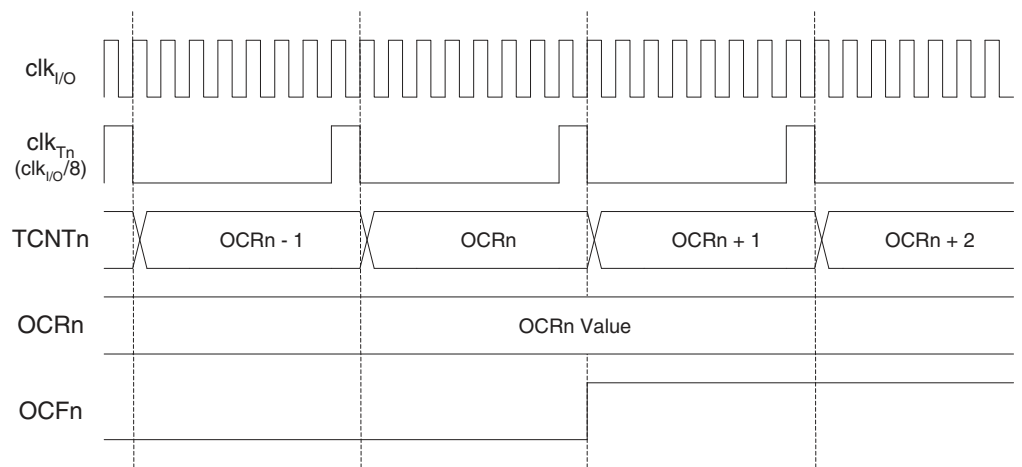 clkI/O
clkTn
(clkI/O/8)
TCNTn
OCRn - 1
OCRn
OCRn + 1
OCRn + 2
OCRn
OCRn Value
OCFn